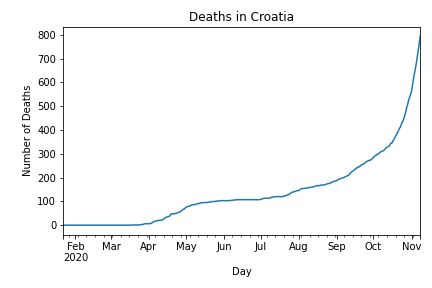 Deaths in Croatia
800
700
600
500
400
300
200
100
0
Number of Deaths
Feb Mar Apr May Jun Jul Aug Sep Oct Nov
2020
Day